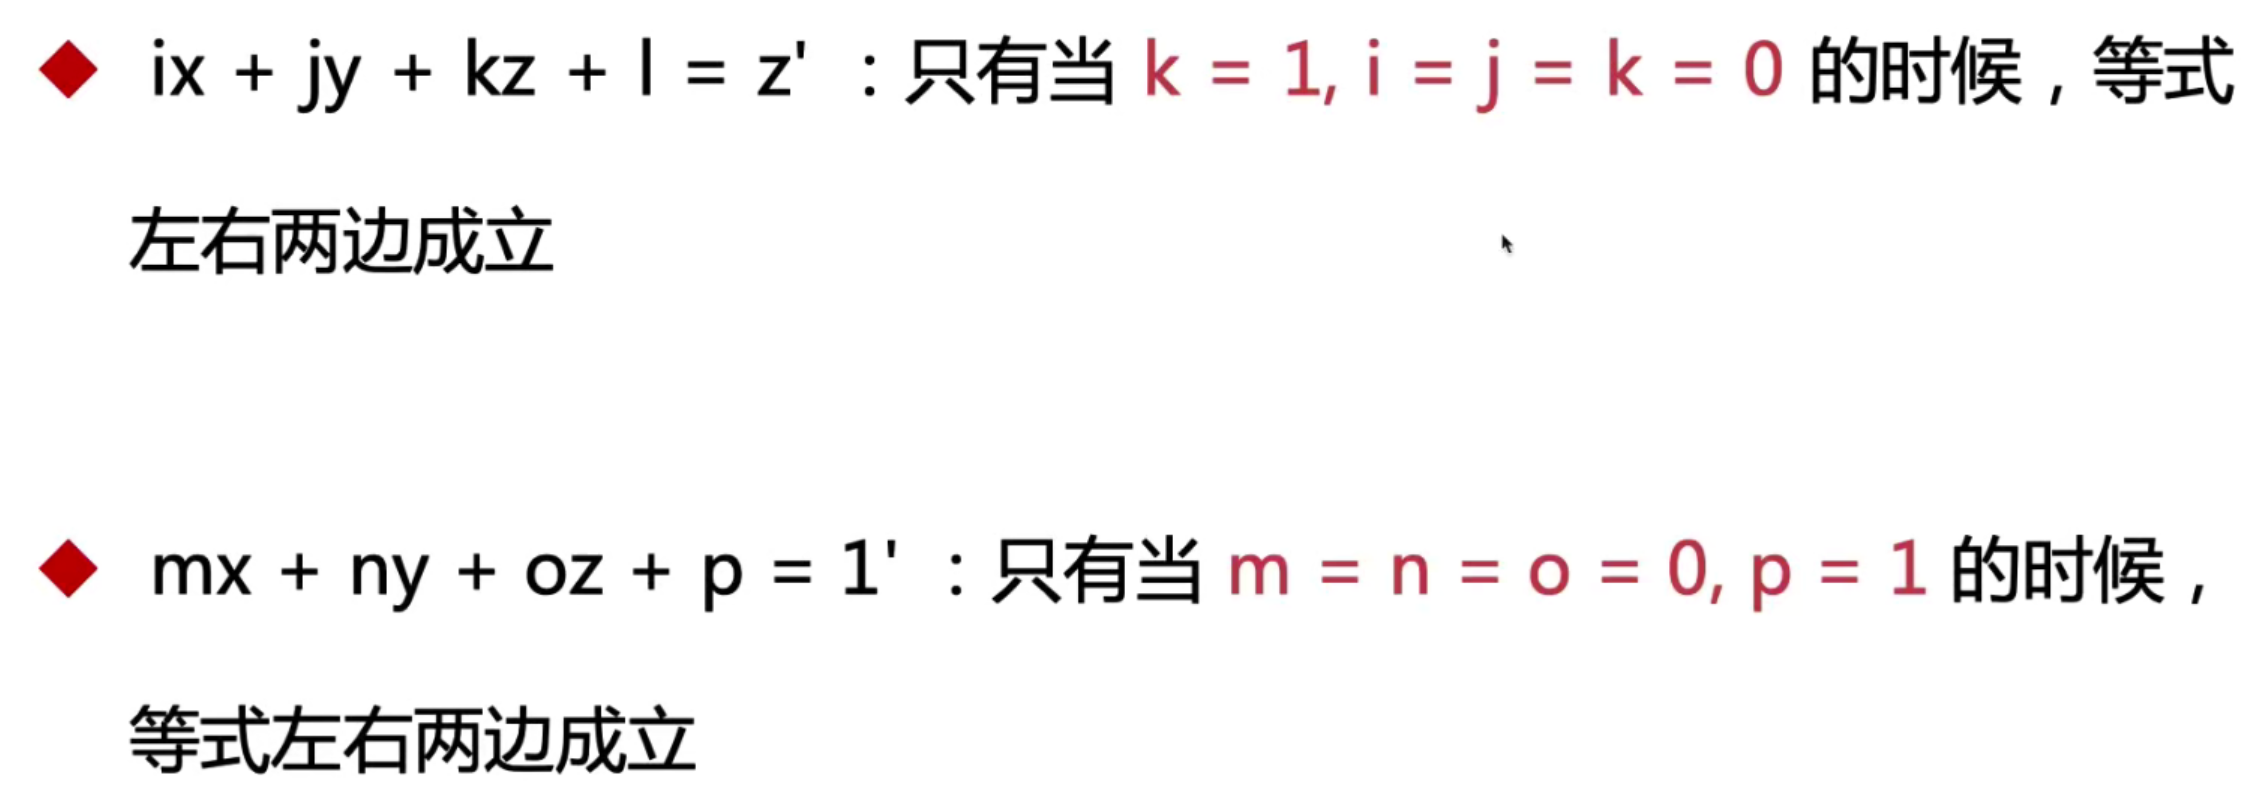 ix + jy + kz + l = z' ：只有当 k = 1, i = j = k = 0 的时候，等式
左右两边成立
mx + ny + oz + p = 1' ：只有当 m = n = o = 0, p = 1 的时候，
等式左右两边成立